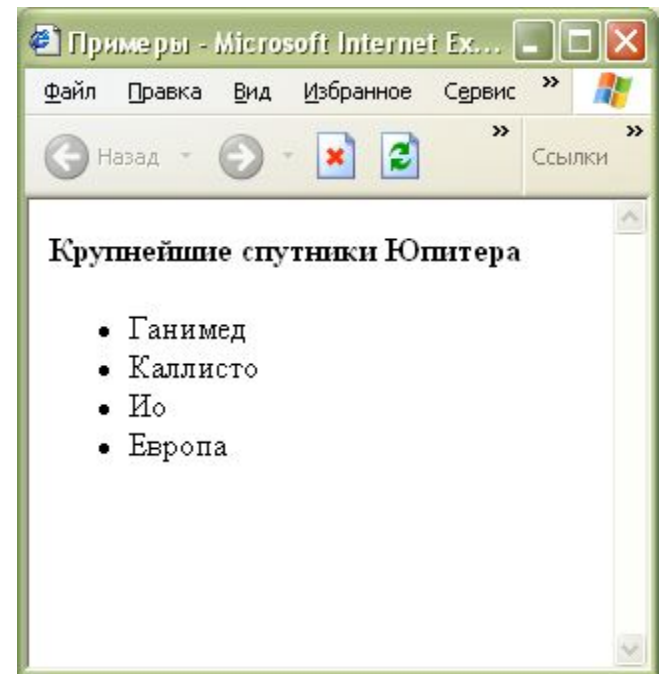 Примеры - Microsoft Internet Ex...
Файл Правка Вид Избранное Сервис »
Назад » Ссылки »
Крупнейшие спутники Юпитера
• Ганимед
• Каллисто
• Ио
• Европа